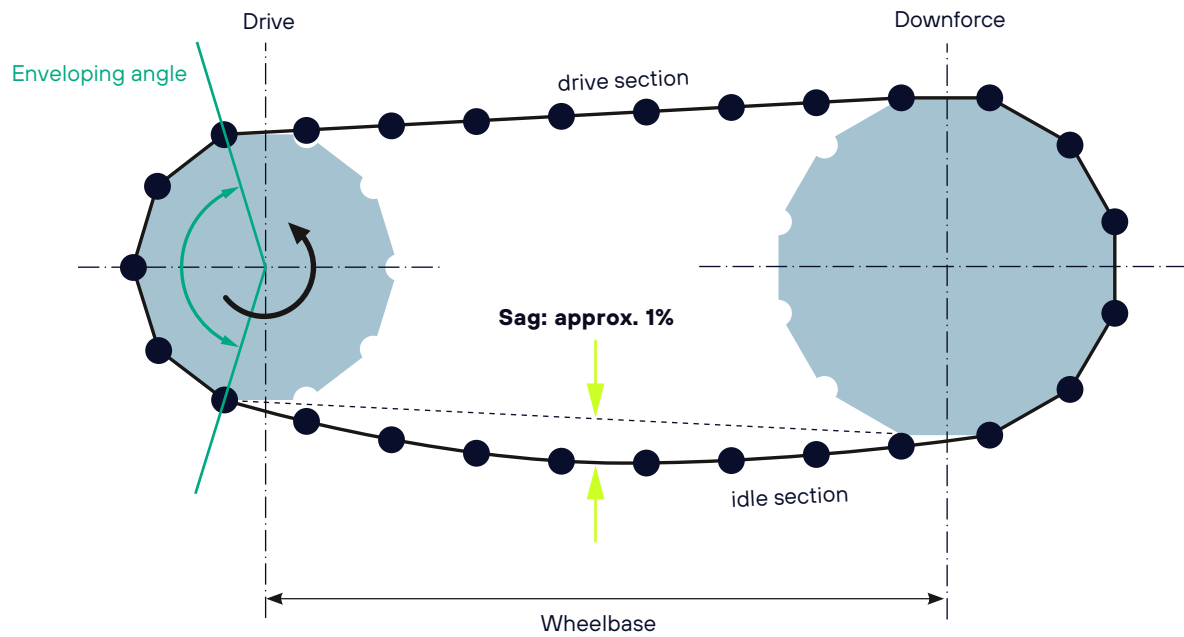 Drive
Downforce
Enveloping angle
drive section
Sag: approx. 1%
idle section
Wheelbase